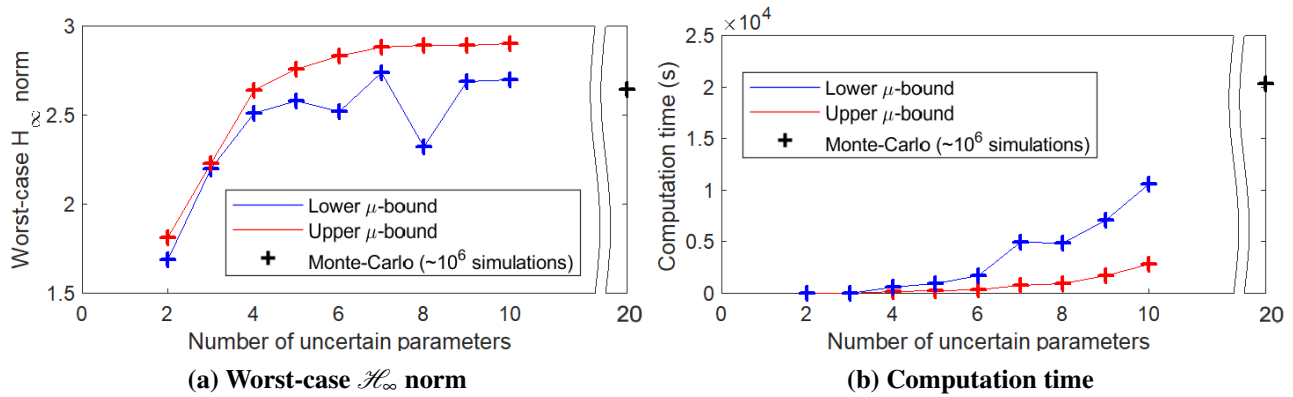 3
2.5
2
1.5
Worst-case H∞ norm
Lower μ-bound
Upper μ-bound
Monte-Carlo (~10⁶ simulations)
0 2 4 6 8 10 20
Number of uncertain parameters
(a) Worst-case ℋ∞ norm
×10⁴
2.5
2
1.5
1
0.5
0
Computation time (s)
Lower μ-bound
Upper μ-bound
Monte-Carlo (~10⁶ simulations)
0 2 4 6 8 10 20
Number of uncertain parameters
(b) Computation time